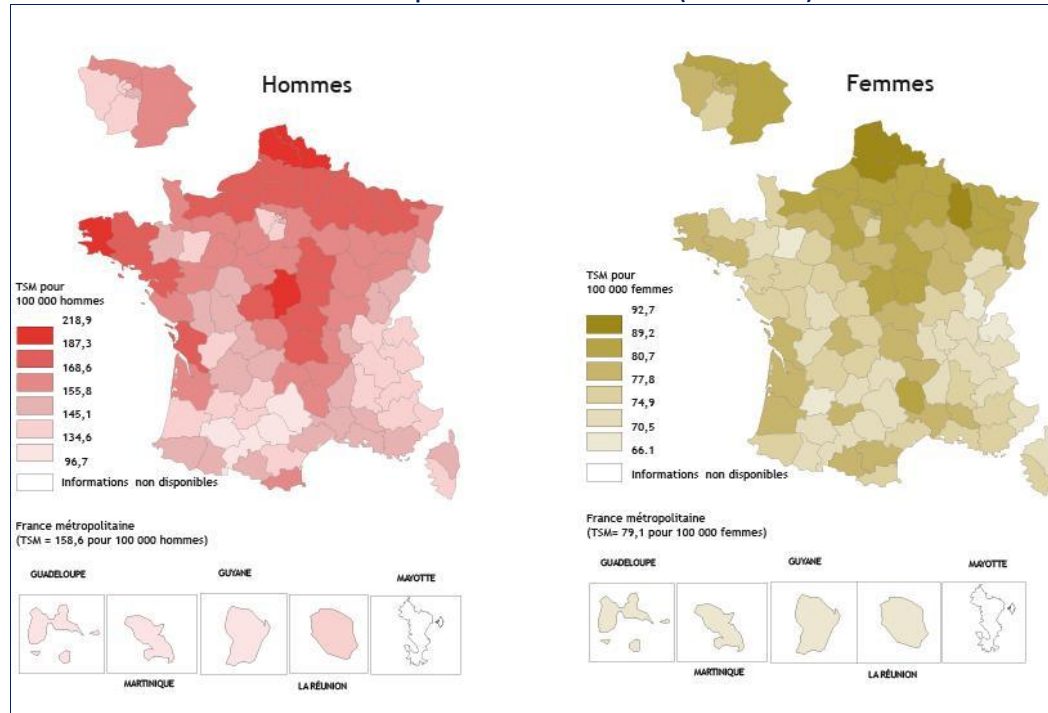 Hommes
TSM pour
100 000 hommes
218,9
187,3
168,6
155,8
145,1
134,6
96,7
Informations non disponibles
France métropolitaine
(TSM = 158,6 pour 100 000 hommes)
GUADELOUPE
GUYANE
MAYOTTE
MARTINIQUE
LA RÉUNION
Femmes
TSM pour
100 000 femmes
92,7
89,2
80,7
77,8
74,9
70,5
66.1
Informations non disponibles
France métropolitaine
(TSM= 79,1 pour 100 000 femmes)
GUADELOUPE
GUYANE
MAYOTTE
MARTINIQUE
LA RÉUNION